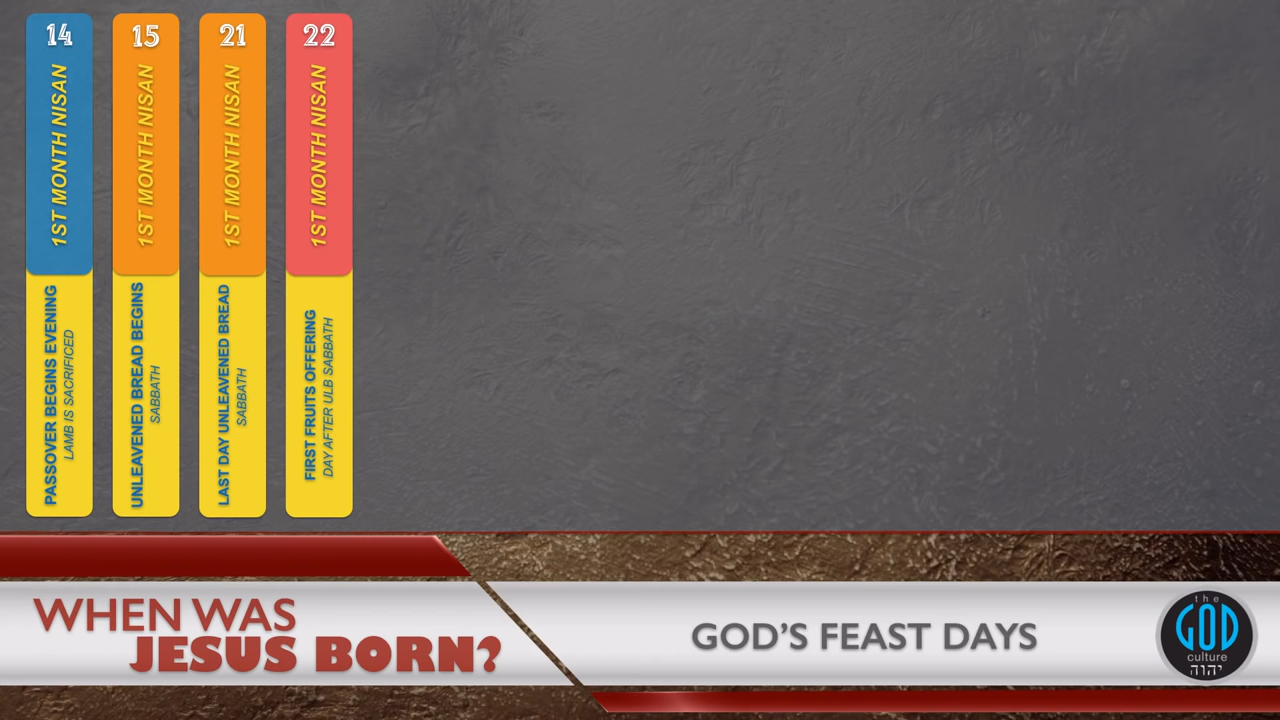 14
1ST MONTH NISAN
PASSOVER BEGINS EVENING
LAMB IS SACRIFICED
15
1ST MONTH NISAN
UNLEAVENED BREAD BEGINS
SABBATH
21
1ST MONTH NISAN
LAST DAY UNLEAVENED BREAD
SABBATH
22
1ST MONTH NISAN
FIRST FRUITS OFFERING
DAY AFTER ULB SABBATH
WHEN WAS
JESUS BORN?
GOD'S FEAST DAYS
the
GOD
culture
יהוה